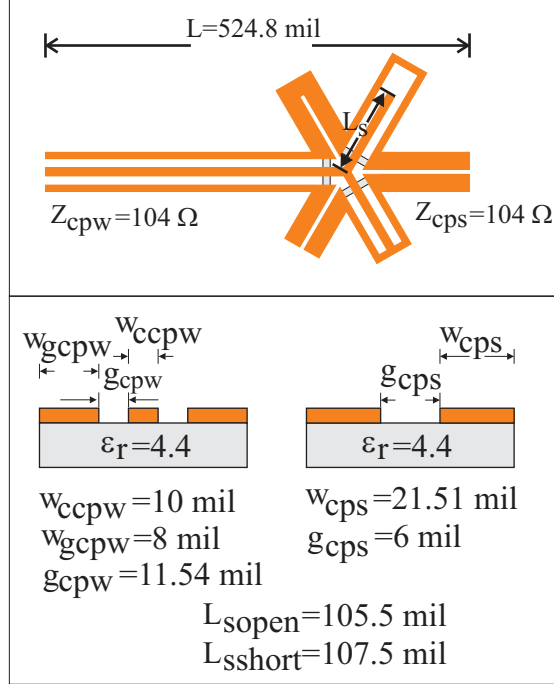 L=524.8 mil
Ls
Zcpw=104 Ω
Zcps=104 Ω
wccpw
wgcpw
gcpw
wcps
gcps
εr=4.4
εr=4.4
wccpw=10 mil
wgcpw=8 mil
gcpw=11.54 mil
wcps=21.51 mil
gcps=6 mil
Lsopen=105.5 mil
Lsshort=107.5 mil